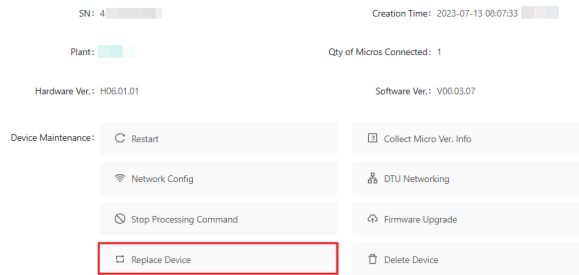 SN: 4
Creation Time: 2023-07-13 08:07:33
Plant:
Qty of Micros Connected: 1
Hardware Ver.: H06.01.01
Software Ver.: V00.03.07
Device Maintenance:
Restart
Collect Micro Ver. Info
Network Config
DTU Networking
Stop Processing Command
Firmware Upgrade
Replace Device
Delete Device